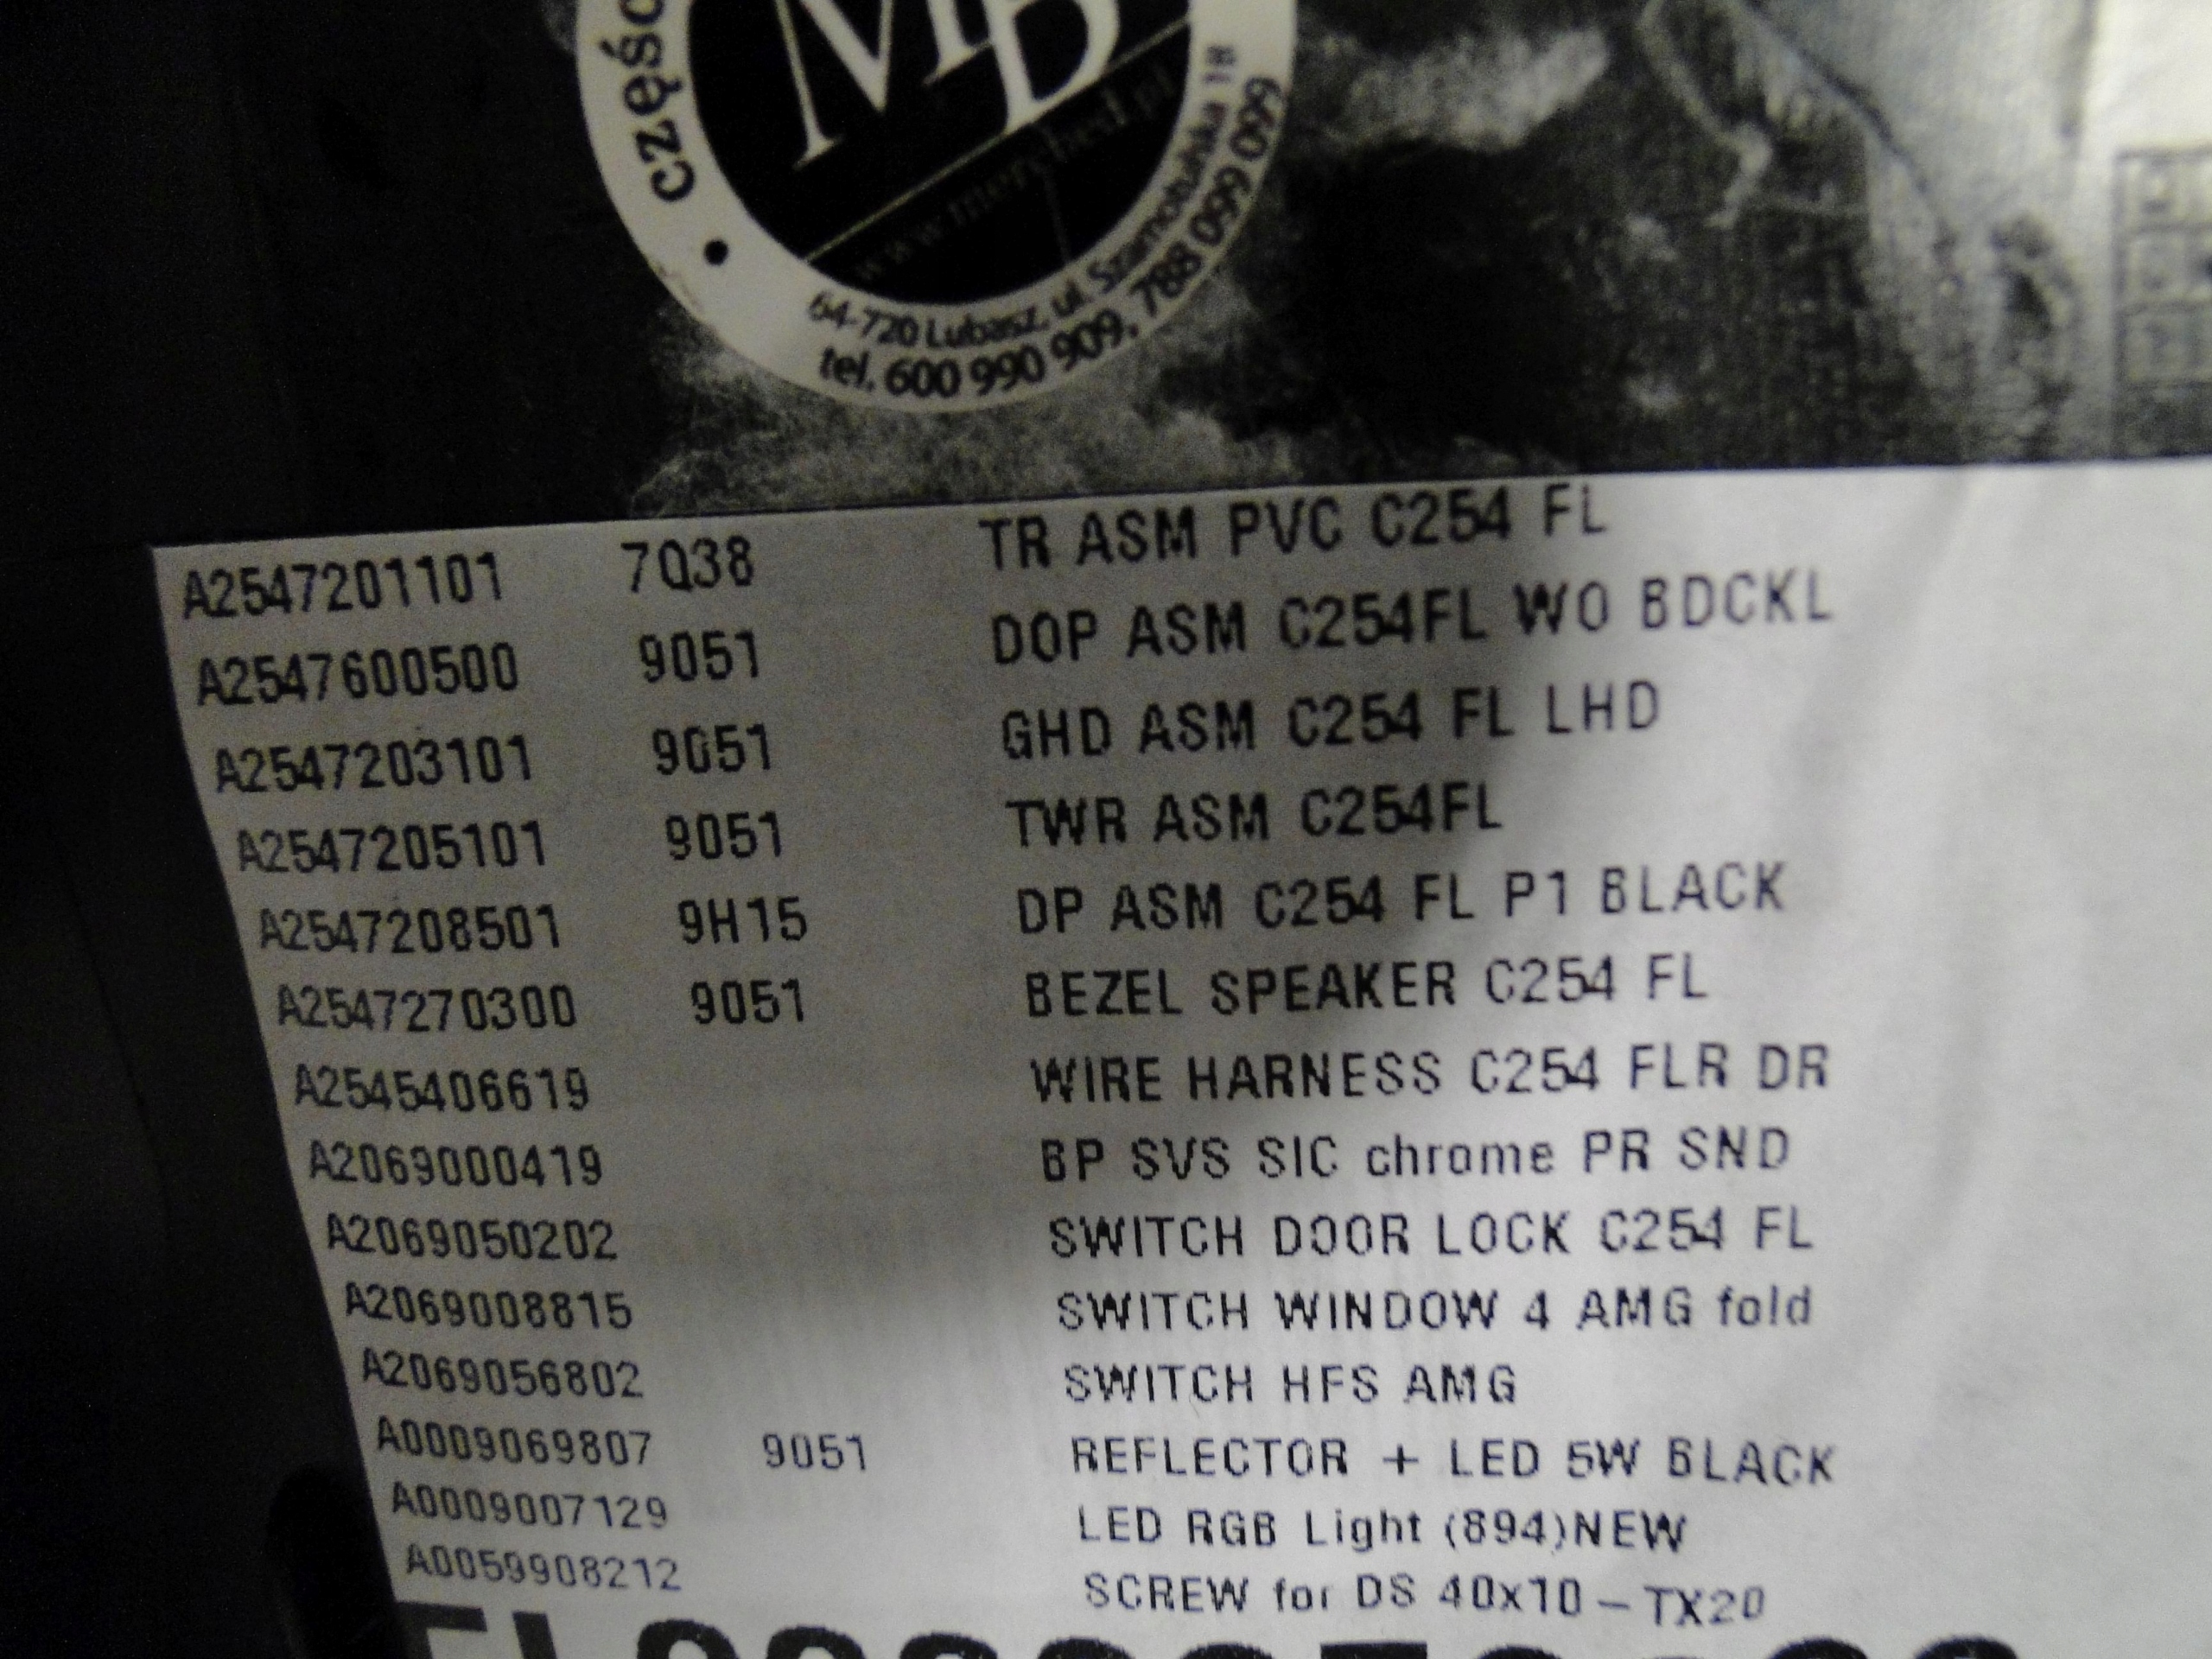 częśc
MB
www.merc-bed.pl
64-720 Lubasz, ul. Szamotulska 18
tel. 600 990 909, 788 099 099
A2547201101 7Q38 TR ASM PVC C254 FL
A2547600500 9051 DOP ASM C254FL WO BDCKL
A2547203101 9051 GHD ASM C254 FL LHD
A2547205101 9051 TWR ASM C254FL
A2547208501 9H15 DP ASM C254 FL P1 BLACK
A2547270300 9051 BEZEL SPEAKER C254 FL
A2545406619 WIRE HARNESS C254 FLR DR
A2069000419 BP SVS SIC chrome PR SND
A2069050202 SWITCH DOOR LOCK C254 FL
A2069008815 SWITCH WINDOW 4 AMG fold
A2069056802 SWITCH HFS AMG
A0009069807 9051 REFLECTOR + LED 5W BLACK
A0009007129 LED RGB Light (894)NEW
A0059908212 SCREW for DS 40x10-TX20